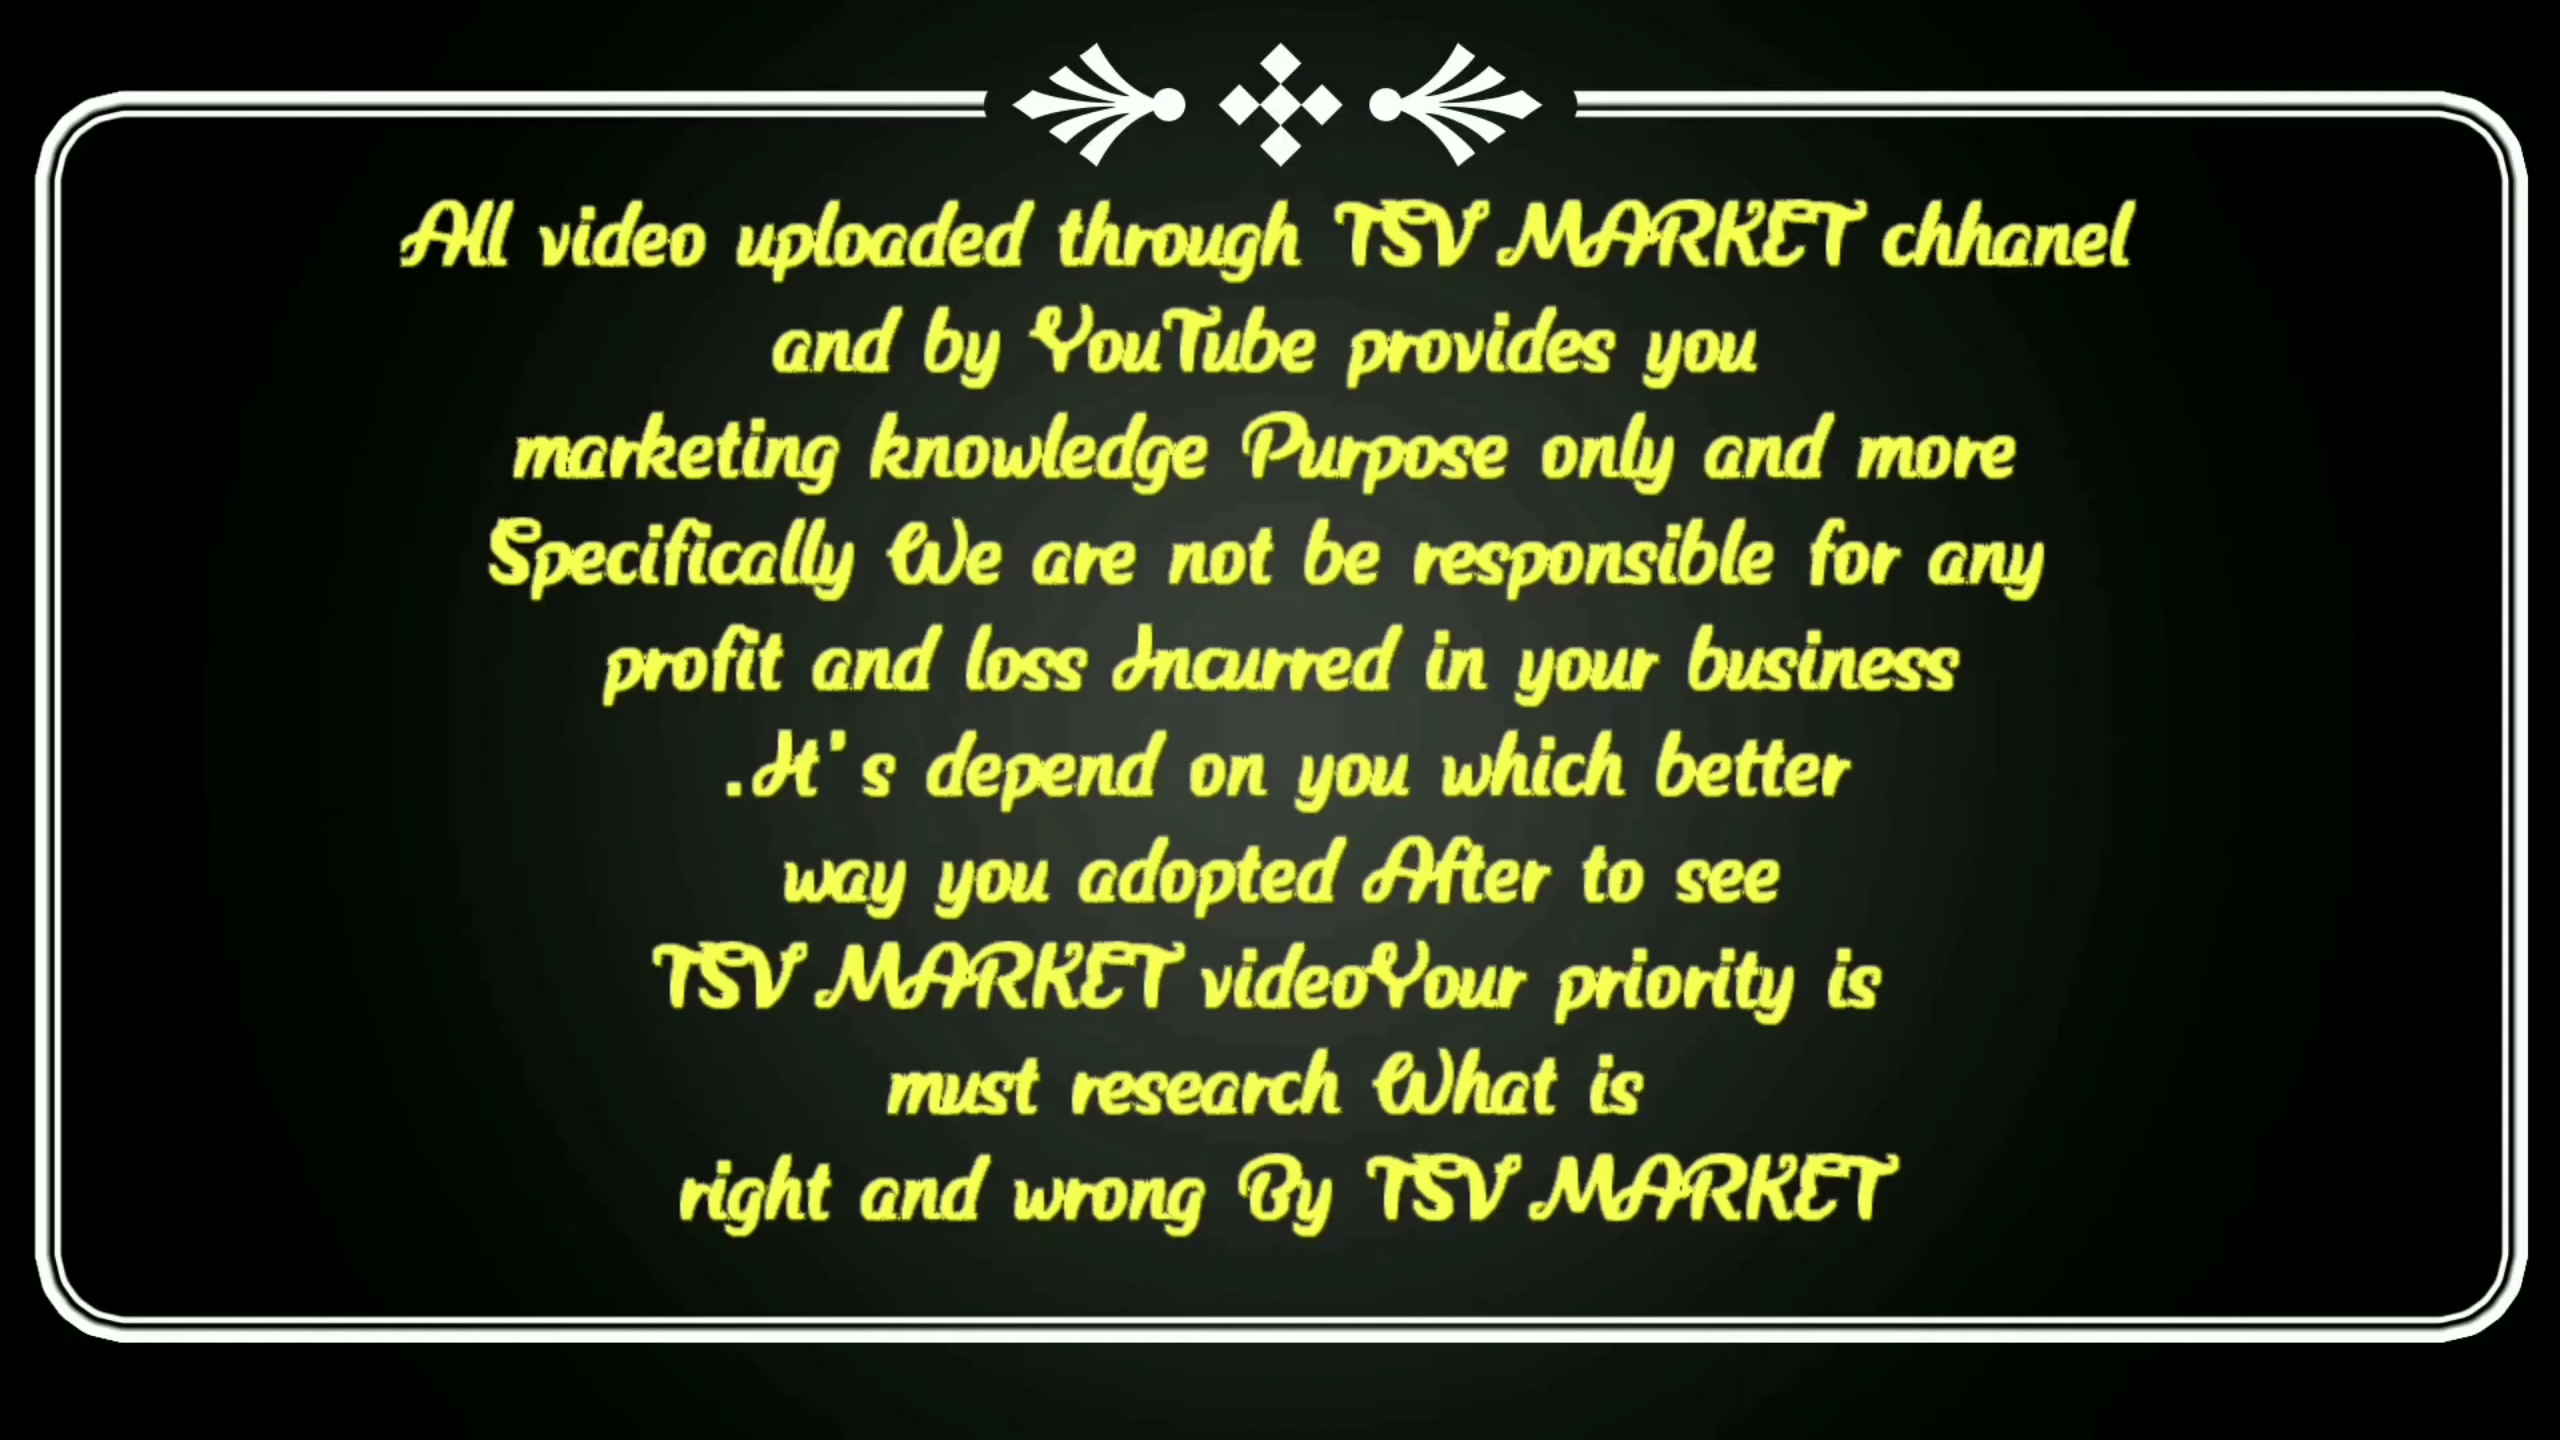 All video uploaded through TSV MARKET chhanel
and by YouTube provides you
marketing knowledge Purpose only and more
Specifically We are not be responsible for any
profit and loss Incurred in your business
.It's depend on you which better
way you adopted After to see
TSV MARKET videoYour priority is
must research What is
right and wrong By TSV MARKET